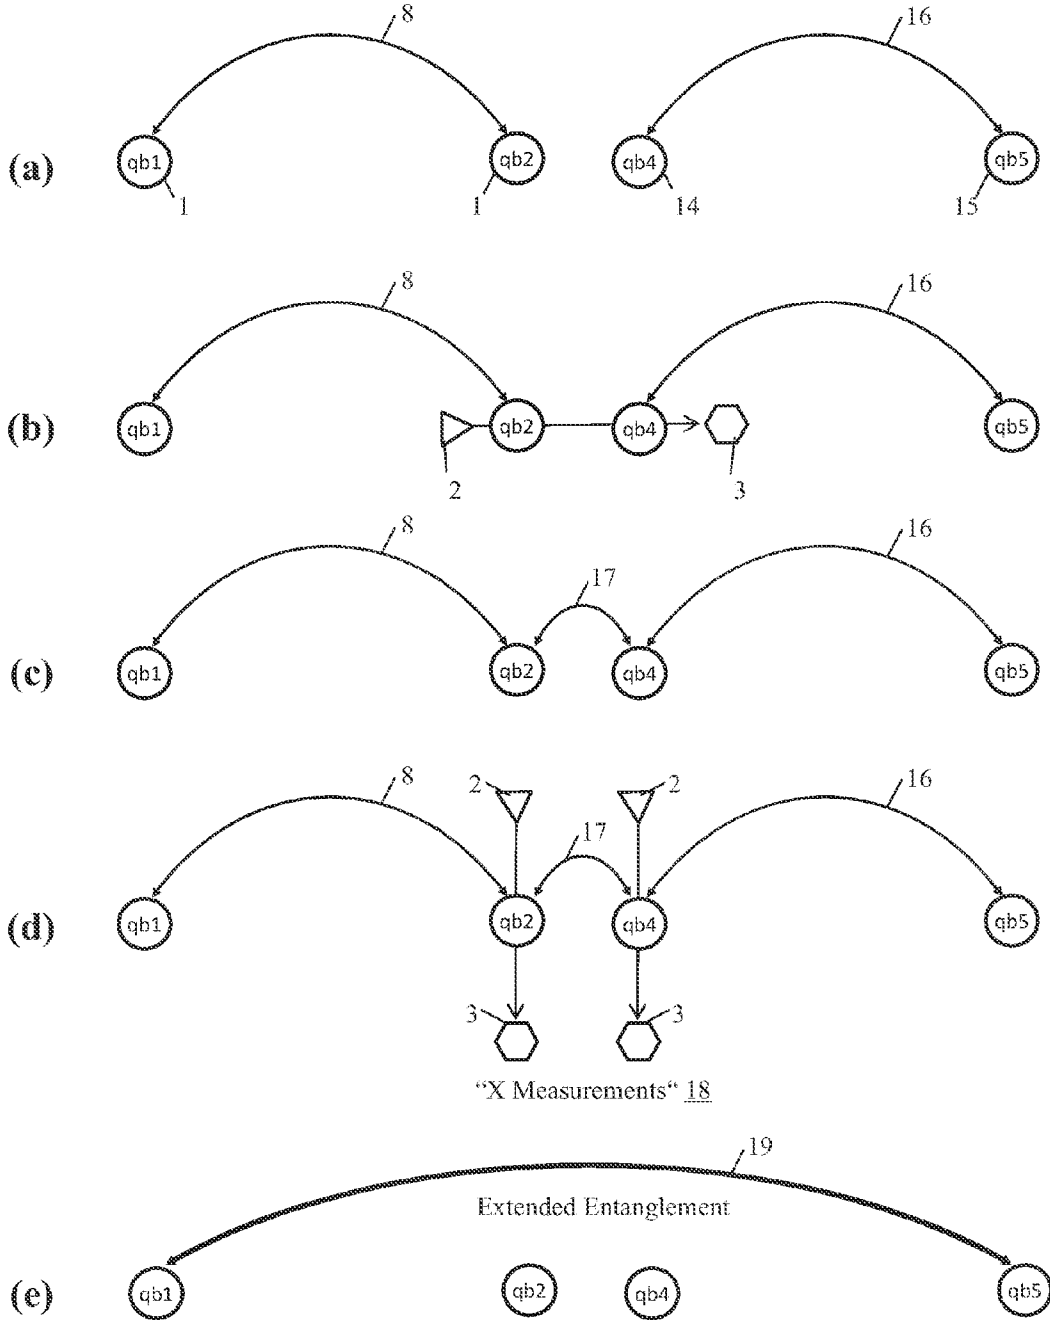 8 16
(a) qb1 qb2 qb4 qb5
1 1 14 15
8 16
(b) qb1 qb2 qb4 qb5
2 3
8 16
17
(c) qb1 qb2 qb4 qb5
8 2 2 16
17
(d) qb1 qb2 qb4 qb5
3 3
“X Measurements“ 18
19
Extended Entanglement
(e) qb1 qb2 qb4 qb5